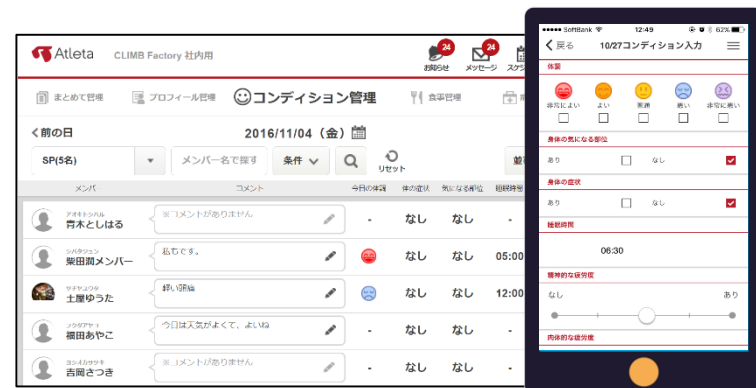 Atleta CLIMB Factory 社内用
24 24
お知らせ メッセージ
まとめて管理 プロフィール管理 コンディション管理 食事管理
前の日 2016/11/04（金）
SP(5名) メンバー名で探す 条件 リセット
メンバー コメント 今日の体調 体の症状 気になる部位 睡眠時間
アオキトシハル
青木としはる ※コメントがありません - なし なし -
柴田潤メンバー 私もです。 なし なし 05:00
ツチヤユウタ
土屋ゆうた 軽い頭痛 なし なし 12:00
フクダアヤコ
福田あやこ 今日は天気がよくて、よいね - なし なし -
ヨシオカサツキ
吉岡さつき ※コメントがありません - なし なし -
SoftBank 12:49 62%
戻る 10/27コンディション入力
体調
非常によい よい 普通 悪い 非常に悪い
身体の気になる部位
あり なし
身体の症状
あり なし
睡眠時間
06:30
精神的な疲労度
なし あり
肉体的な疲労度